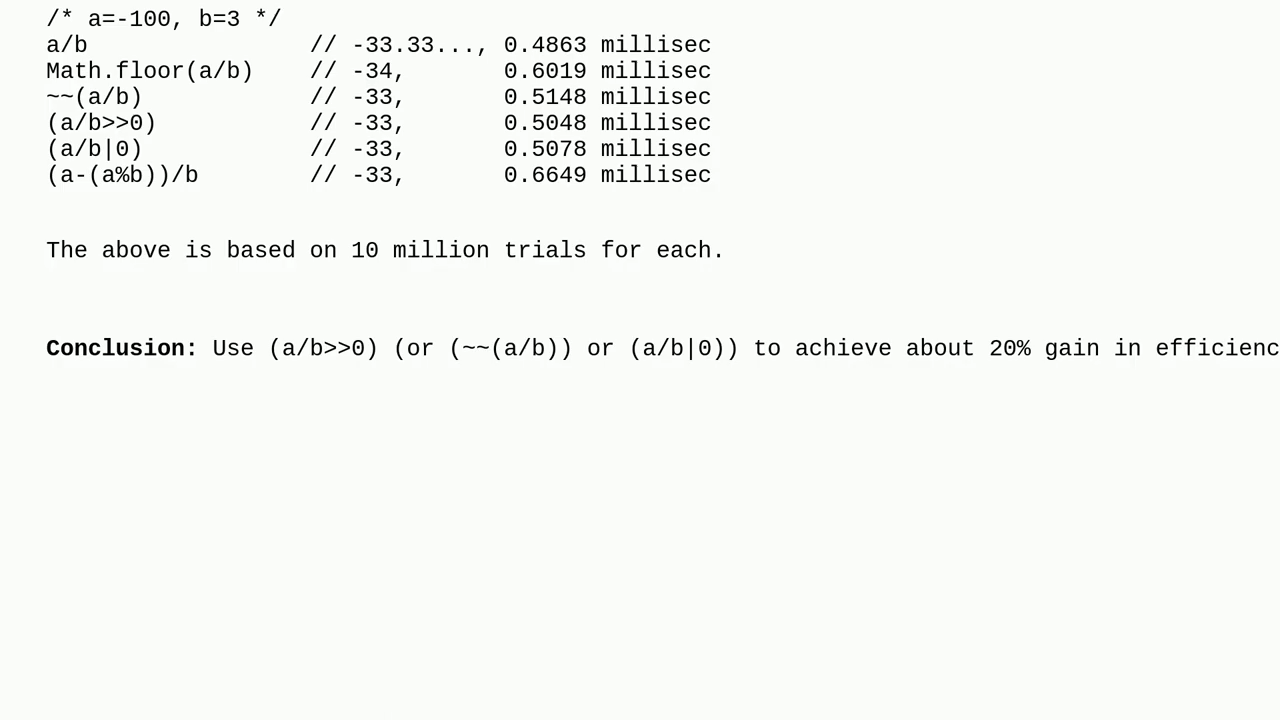 /* a=-100, b=3 */
a/b                // -33.33..., 0.4863 millisec
Math.floor(a/b)    // -34,       0.6019 millisec
~~(a/b)            // -33,       0.5148 millisec
(a/b>>0)           // -33,       0.5048 millisec
(a/b|0)            // -33,       0.5078 millisec
(a-(a%b))/b        // -33,       0.6649 millisec
The above is based on 10 million trials for each.
Conclusion: Use (a/b>>0) (or (~~(a/b)) or (a/b|0)) to achieve about 20% gain in efficienc